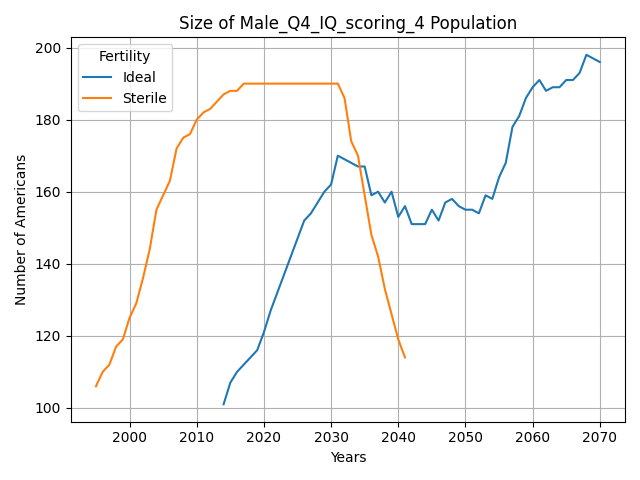 Size of Male_Q4_IQ_scoring_4 Population
Fertility
Ideal
Sterile
Number of Americans
200
180
160
140
120
100
2000 2010 2020 2030 2040 2050 2060 2070
Years